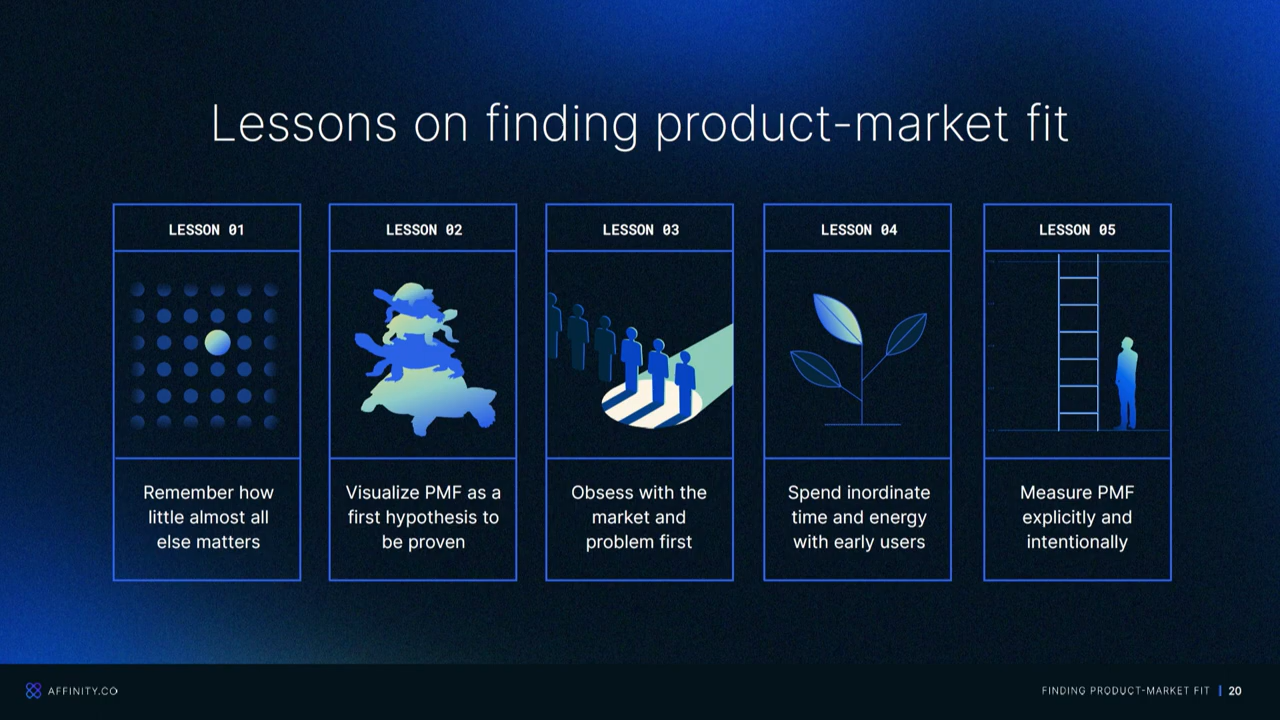 Lessons on finding product-market fit
LESSON 01
Remember how
little almost all
else matters
LESSON 02
Visualize PMF as a
first hypothesis to
be proven
LESSON 03
Obsess with the
market and
problem first
LESSON 04
Spend inordinate
time and energy
with early users
LESSON 05
Measure PMF
explicitly and
intentionally
AFFINITY.CO
FINDING PRODUCT-MARKET FIT | 20